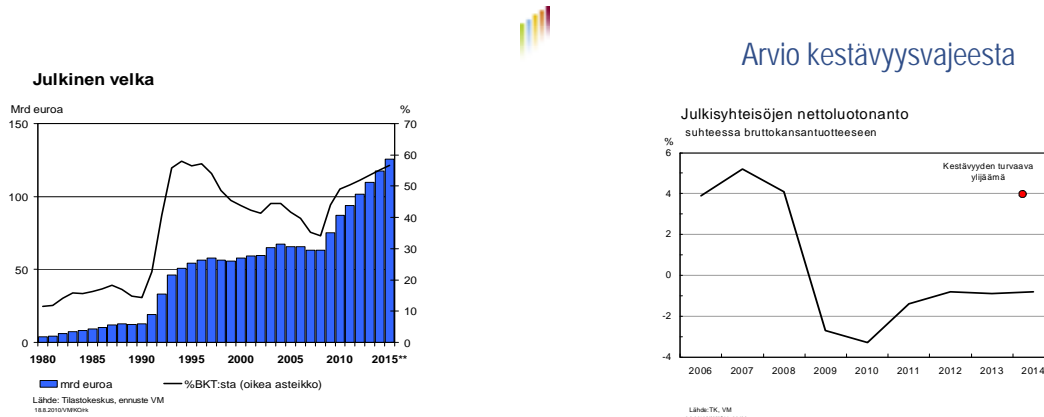 Julkinen velka
Mrd euroa
%
150
100
50
0
70
60
50
40
30
20
10
0
1980 1985 1990 1995 2000 2005 2010 2015**
mrd euroa
%BKT:sta (oikea asteikko)
Lähde: Tilastokeskus, ennuste VM
Arvio kestävyysvajeesta
Julkisyhteisöjen nettoluotonanto
suhteessa bruttokansantuotteeseen
%
6
4
2
0
-2
-4
Kestävyyden turvaava
ylijäämä
2006 2007 2008 2009 2010 2011 2012 2013 2014
Lähde: TK, VM